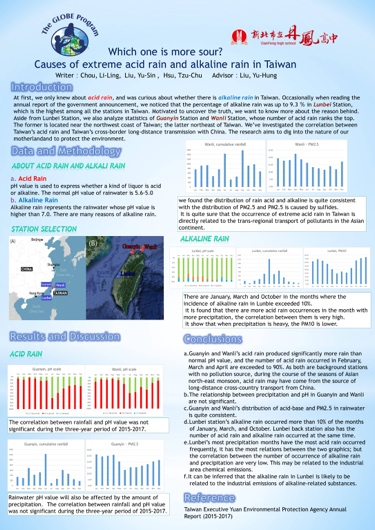 The GLOBE Program
新北市立丹鳳高中
Which one is more sour?
Causes of extreme acid rain and alkaline rain in Taiwan
Writer : Chou, Li-Ling, Liu, Yu-Sin , Hsu, Tzu-Chu Advisor : Liu, Yu-Hung
Introduction
At first, we only knew about acid rain, and was curious about whether there is alkaline rain in Taiwan. Occasionally when reading the
annual report of the government announcement, we noticed that the percentage of alkaline rain was up to 9.3 % in Lunbei Station,
which is the highest among all the stations in Taiwan. Motivated to uncover the truth, we want to know more about the reason behind.
Aside from Lunbei Station, we also analyze statistics of Guanyin Station and Wanli Station, whose number of acid rain ranks the top.
The former is located near the northwest coast of Taiwan; the latter northeast of Taiwan. We've investigated the correlation between
Taiwan's acid rain and Taiwan's cross-border long-distance transmission with China. The research aims to dig into the nature of our
motherland and to protect the environment.
Data and Methodology
ABOUT ACID RAIN AND ALKALI RAIN
a. Acid Rain
pH value is used to express whether a kind of liquor is acid
or alkaline. The normal pH value of rainwater is 5.6-5.0
b. Alkaline Rain
Alkaline rain represents the rainwater whose pH value is
higher than 7.0. There are many reasons of alkaline rain.
STATION SELECTION
(A)
(B)
Guanyin
Wanli
Lunbei
Results and Discussion
ACID RAIN
Guanyin, pH scale
Wanli, pH scale
The correlation between rainfall and pH value was not
significant during the three-year period of 2015-2017.
Guanyin, cumulative rainfall
Guanyin - PM2.5
Rainwater pH value will also be affected by the amount of
precipitation. The correlation between rainfall and pH value
was not significant during the three-year period of 2015-2017.
Wanli, cumulative rainfall
Wanli - PM2.5
we found the distribution of rain acid and alkaline is quite consistent
with the distribution of PM2.5 and PM2.5 is caused by sulfides.
It is quite sure that the occurrence of extreme acid rain in Taiwan is
directly related to the trans-regional transport of pollutants in the Asian
continent.
ALKALINE RAIN
Lunbei, pH scale
Lunbei, cumulative rainfall
Lunbei, PM10
There are January, March and October in the months where the
incidence of alkaline rain in Lunbei exceeded 10%.
it is found that there are more acid rain occurrences in the month with
more precipitation, the correlation between them is very high.
It show that when precipitation is heavy, the PM10 is lower.
Conclusions
a.Guanyin and Wanli's acid rain produced significantly more rain than
normal pH value, and the number of acid rain occurred in February,
March and April was exceeded to 90%. As both are background stations
with no pollution source, during the course of the seasons of Asian
north-east monsoon, acid rain may have come from the source of
long-distance cross-country transport from China.
b.The relationship between precipitation and pH in Guanyin and Wanli
are not significant.
c.Guanyin and Wanli's distribution of acid-base and PM2.5 in rainwater
is quite consistent.
d.Lunbei station's alkaline rain occurred more than 10% of the months
of January, March, and October. Lunbei back station also has the
number of acid rain and alkaline rain occurred at the same time.
e.Lunbei's most precipitation months have the most acid rain occurred
frequently, it has most relations between the two graphics; but
the correlation between the number of occurrence of alkaline rain
and precipitation are very low. This may be related to the industrial
area chemical emissions.
f.It can be inferred that the alkaline rain in Lunbei is likely to be
related to the industrial emissions of alkaline-related substances.
Reference
Taiwan Executive Yuan Environmental Protection Agency Annual
Report (2015-2017)